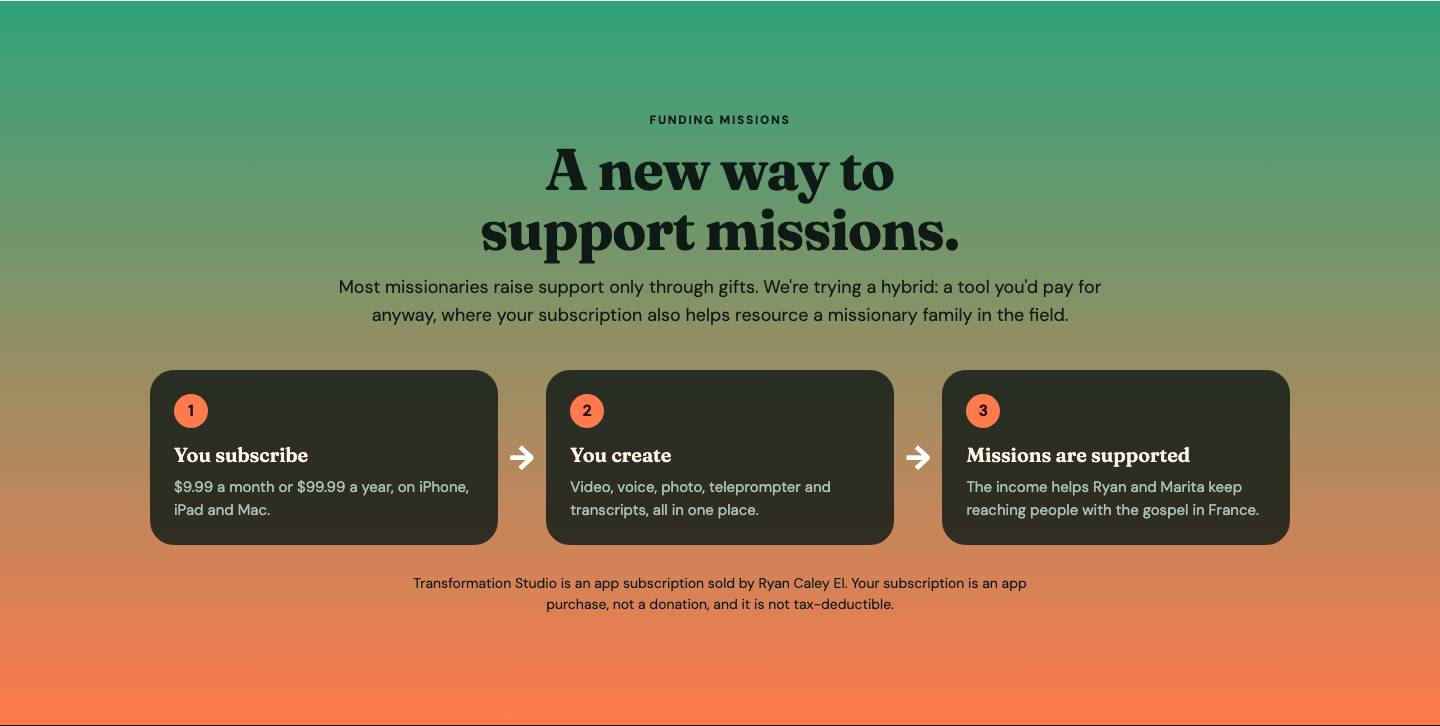 FUNDING MISSIONS
A new way to
support missions.
Most missionaries raise support only through gifts. We're trying a hybrid: a tool you'd pay for
anyway, where your subscription also helps resource a missionary family in the field.
1
You subscribe
$9.99 a month or $99.99 a year, on iPhone,
iPad and Mac.
→
2
You create
Video, voice, photo, teleprompter and
transcripts, all in one place.
→
3
Missions are supported
The income helps Ryan and Marita keep
reaching people with the gospel in France.
Transformation Studio is an app subscription sold by Ryan Caley El. Your subscription is an app
purchase, not a donation, and it is not tax-deductible.